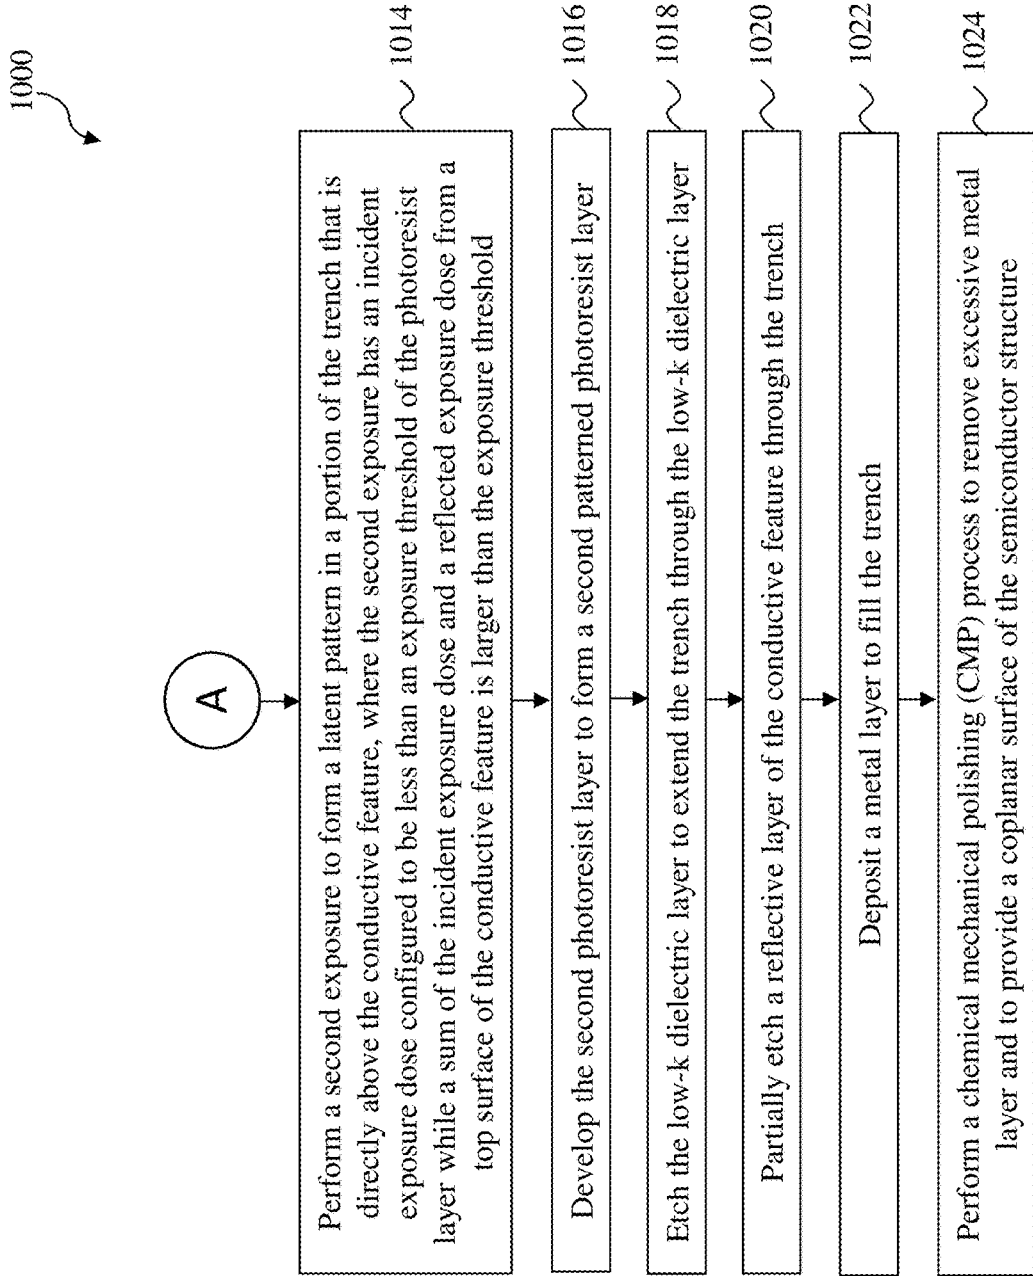 1000
A
Perform a second exposure to form a latent pattern in a portion of the trench that is
directly above the conductive feature, where the second exposure has an incident
exposure dose configured to be less than an exposure threshold of the photoresist
layer while a sum of the incident exposure dose and a reflected exposure dose from a
top surface of the conductive feature is larger than the exposure threshold
1014
Develop the second photoresist layer to form a second patterned photoresist layer
1016
Etch the low-k dielectric layer to extend the trench through the low-k dielectric layer
1018
Partially etch a reflective layer of the conductive feature through the trench
1020
Deposit a metal layer to fill the trench
1022
Perform a chemical mechanical polishing (CMP) process to remove excessive metal
layer and to provide a coplanar surface of the semiconductor structure
1024